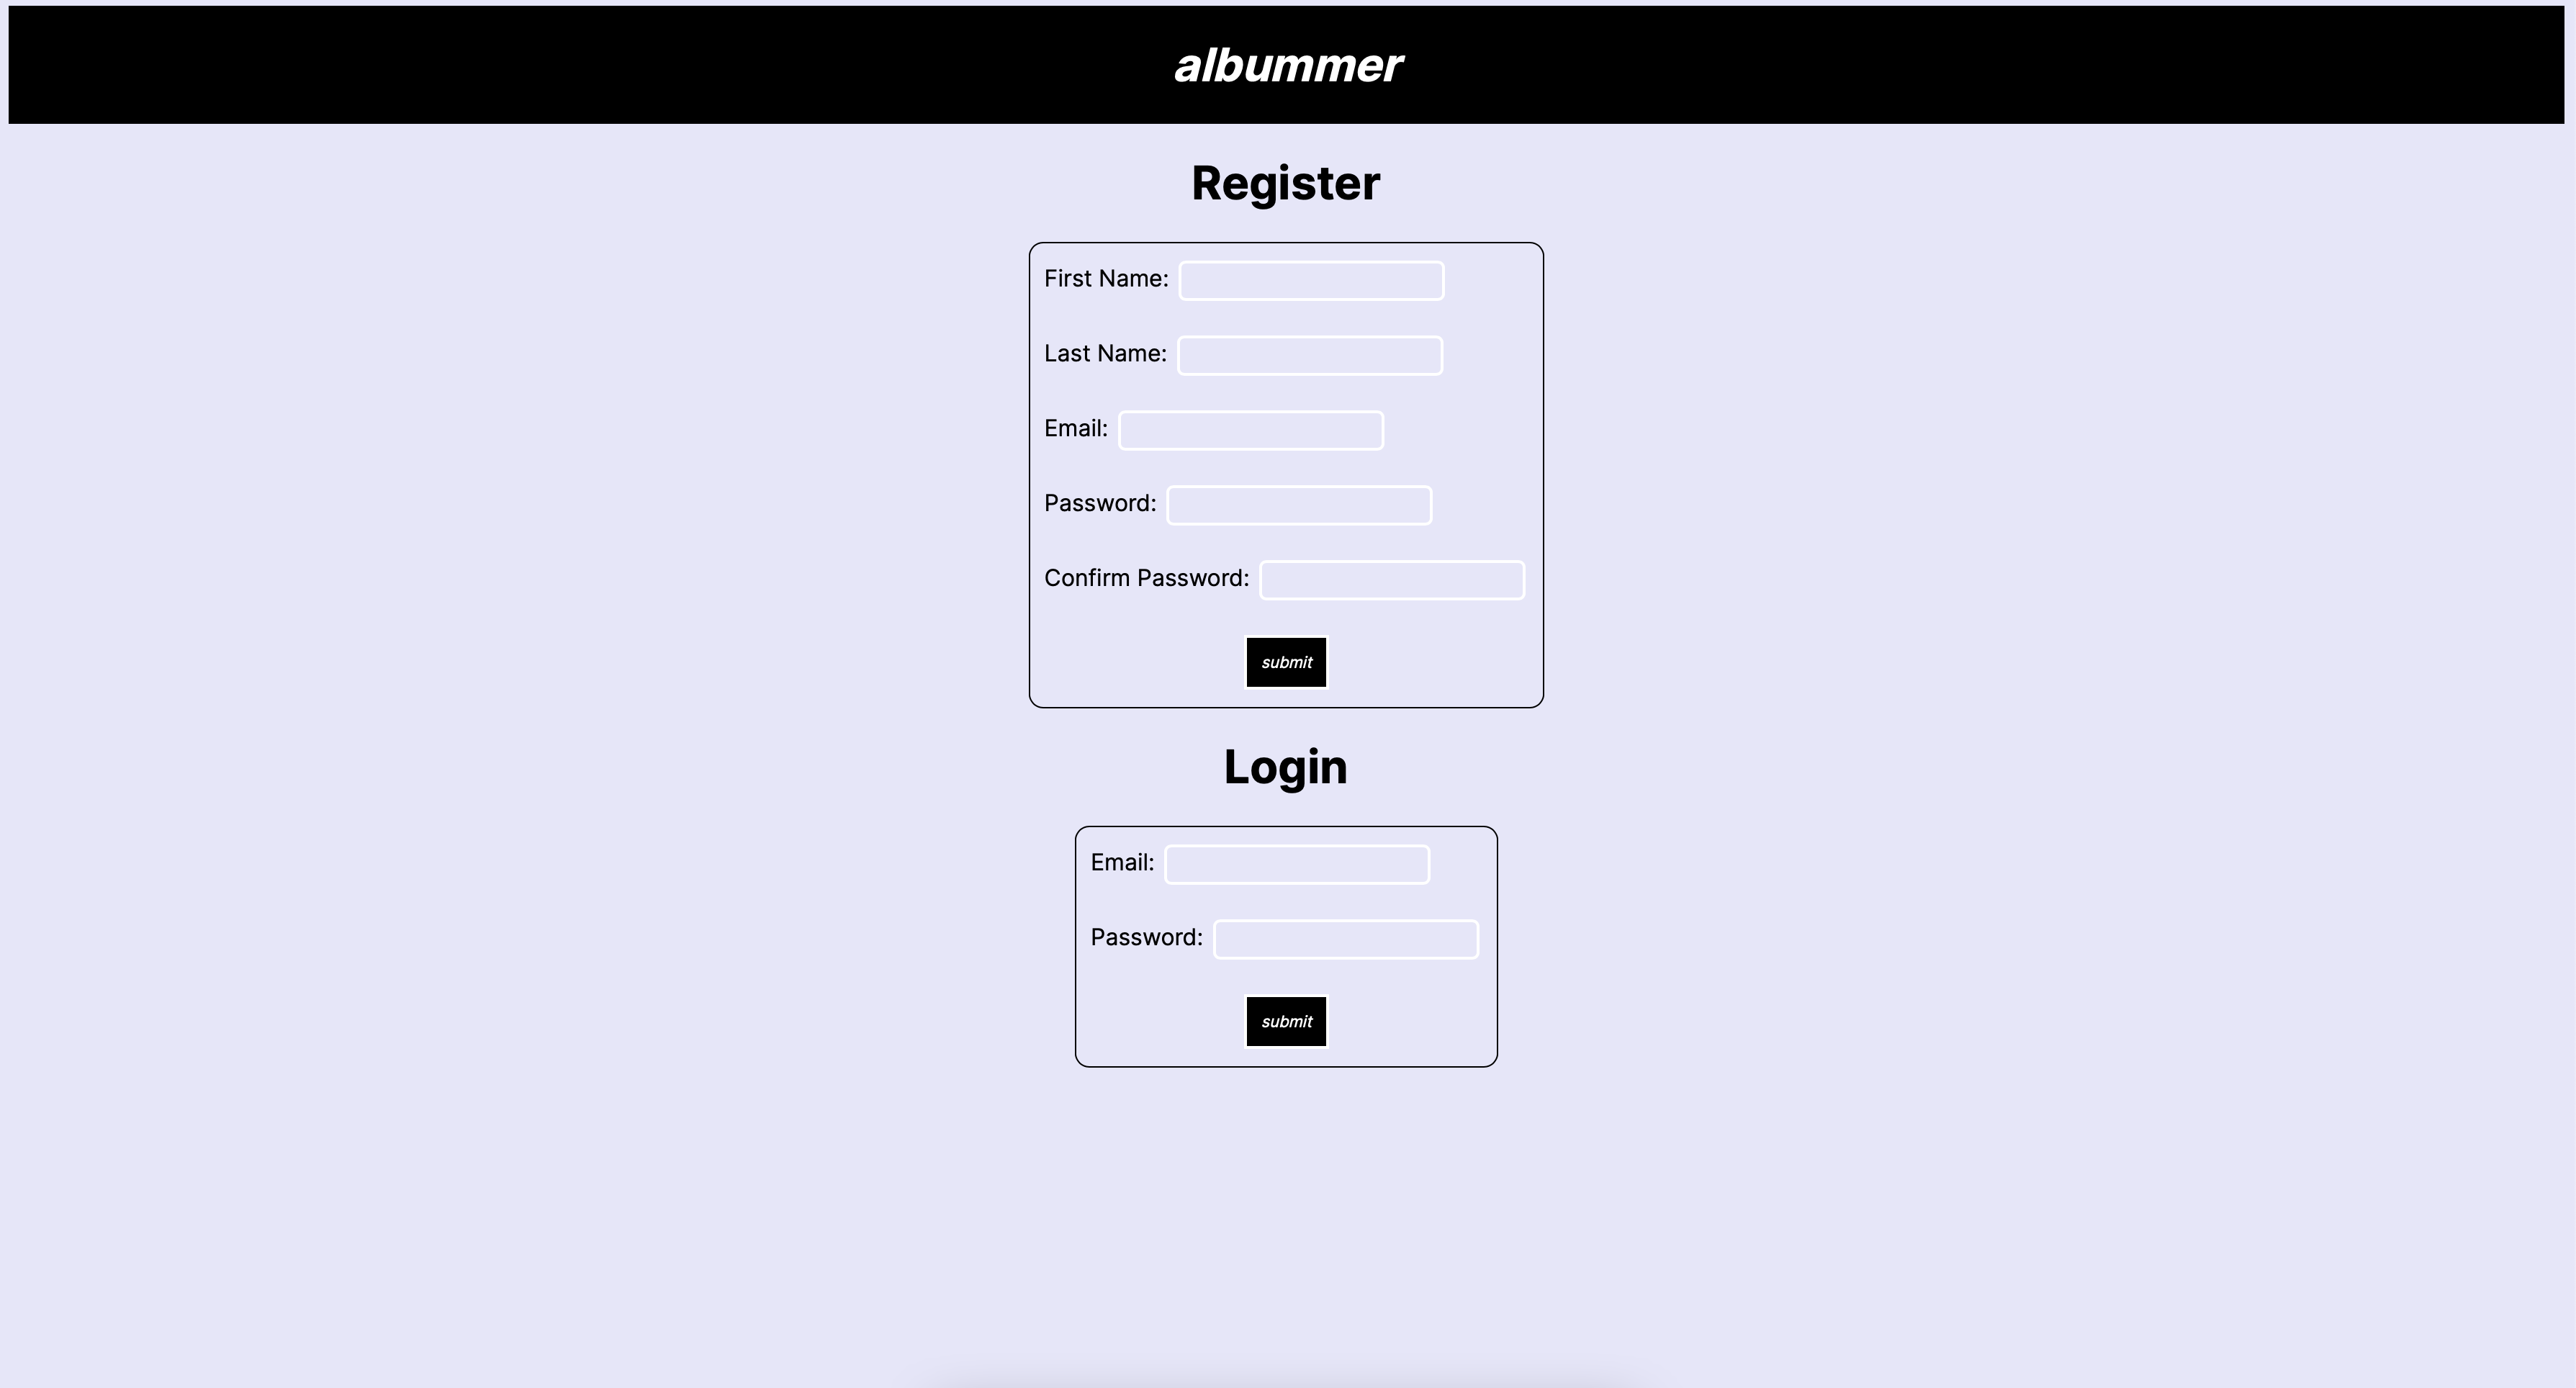 albummer
Register
First Name:
Last Name:
Email:
Password:
Confirm Password:
submit
Login
Email:
Password:
submit